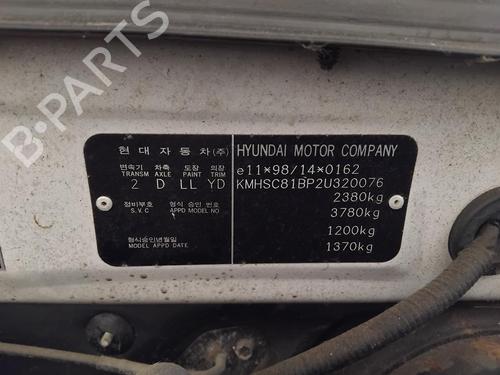 현 대 자 동 차 (주)
변속기 차축 도장 의장
TRANSM AXLE PAINT TRIM
2 D LL YD
정비부호 형식 승인 번호
S.V.C APPD MODEL NO
형식승인년월일
MODEL APPD DATE
HYUNDAI MOTOR COMPANY
e11*98/14*0162
KMHSC81BP2U320076
2380kg
3780kg
1200kg
1370kg
B-PARTS